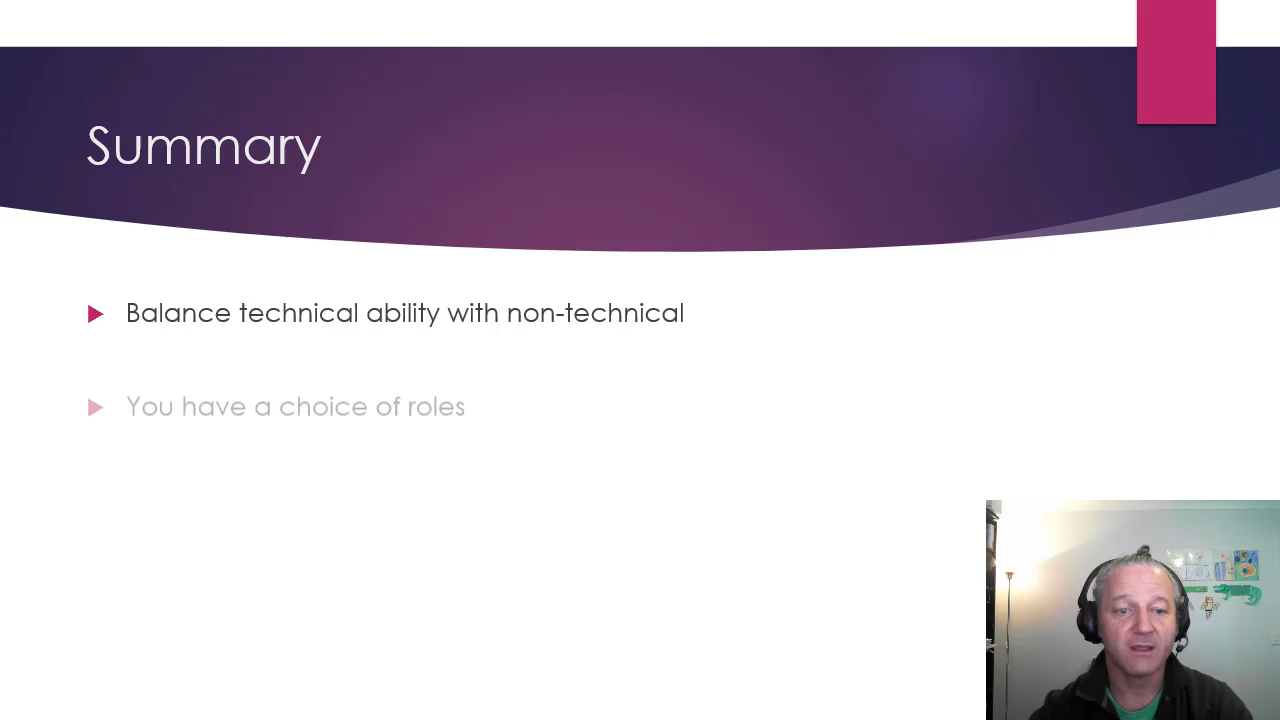 Summary
Balance technical ability with non-technical
You have a choice of roles